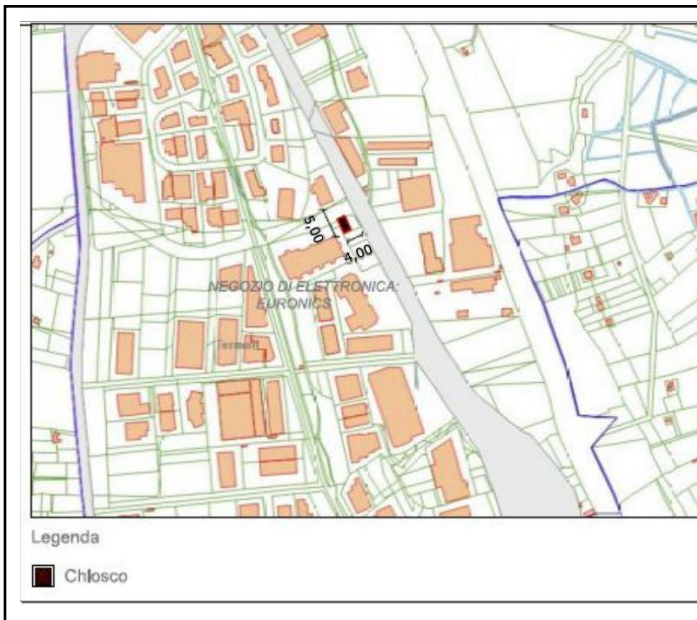 5,00
4,00
NEGOZIO DI ELETTRONICA:
EURONICS
Legenda
Chiosco